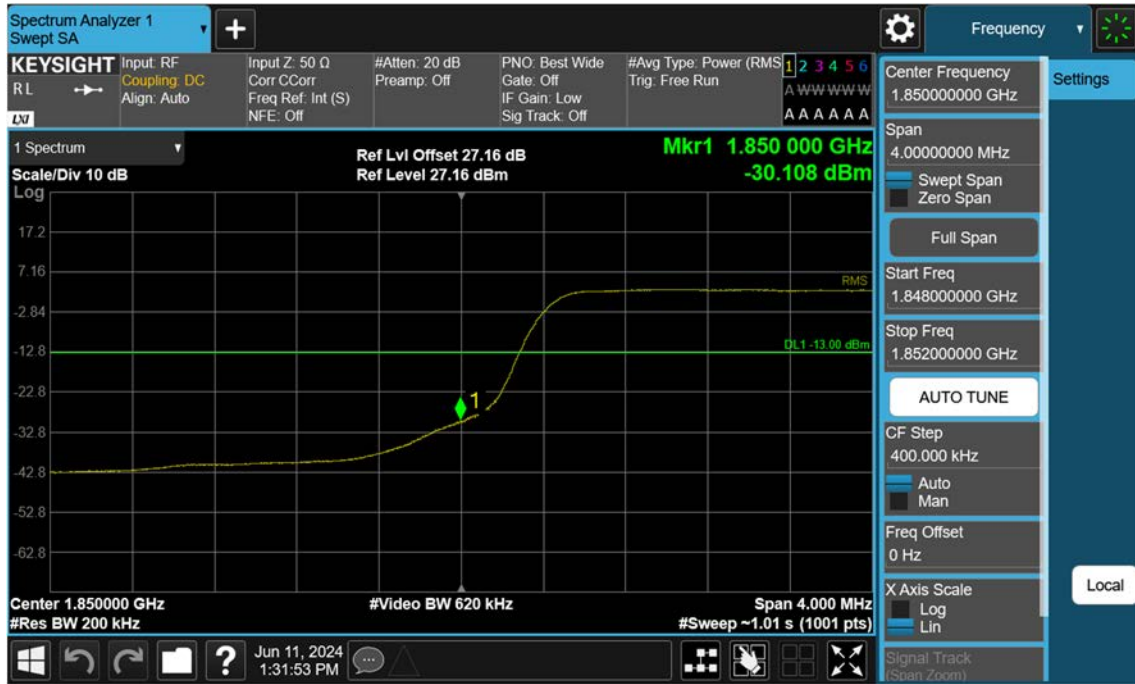 Spectrum Analyzer 1
Swept SA
Frequency
KEYSIGHT
RL
LXI
Input: RF
Coupling: DC
Align: Auto
Input Z: 50 Ω
Corr CCorr
Freq Ref: Int (S)
NFE: Off
#Atten: 20 dB
Preamp: Off
PNO: Best Wide
Gate: Off
IF Gain: Low
Sig Track: Off
#Avg Type: Power (RMS
Trig: Free Run
1 2 3 4 5 6
A W W W W W
A A A A A A
1 Spectrum
Scale/Div 10 dB
Log
Ref Lvl Offset 27.16 dB
Ref Level 27.16 dBm
Mkr1 1.850 000 GHz
-30.108 dBm
17.2
7.16
-2.84
-12.8
-22.8
-32.8
-42.8
-52.8
-62.8
RMS
DL1 -13.00 dBm
1
Center 1.850000 GHz
#Res BW 200 kHz
#Video BW 620 kHz
Span 4.000 MHz
#Sweep ~1.01 s (1001 pts)
Jun 11, 2024
1:31:53 PM
?
Center Frequency
1.850000000 GHz
Span
4.00000000 MHz
Swept Span
Zero Span
Full Span
Start Freq
1.848000000 GHz
Stop Freq
1.852000000 GHz
AUTO TUNE
CF Step
400.000 kHz
Auto
Man
Freq Offset
0 Hz
X Axis Scale
Log
Lin
Signal Track
(Span Zoom)
Settings
Local